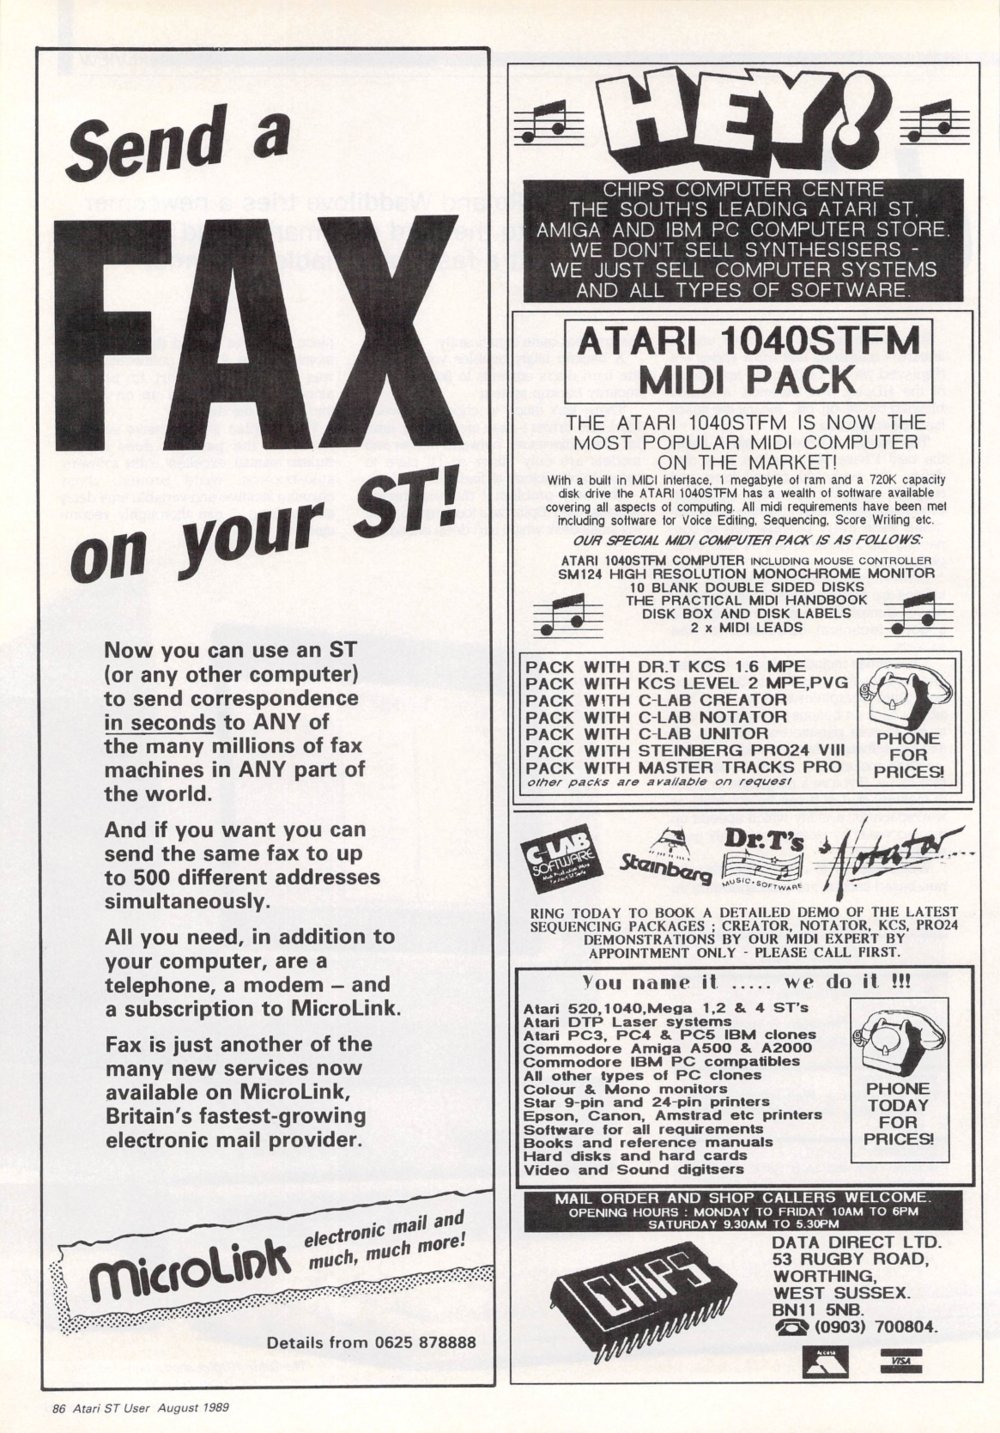 Send a
FAX
on your ST!
Now you can use an ST
(or any other computer)
to send correspondence
in seconds to ANY of
the many millions of fax
machines in ANY part of
the world.
And if you want you can
send the same fax to up
to 500 different addresses
simultaneously.
All you need, in addition to
your computer, are a
telephone, a modem – and
a subscription to MicroLink.
Fax is just another of the
many new services now
available on MicroLink,
Britain's fastest-growing
electronic mail provider.
microLink
electronic mail and
much, much more!
Details from 0625 878888
HEY!
CHIPS COMPUTER CENTRE
THE SOUTH'S LEADING ATARI ST,
AMIGA AND IBM PC COMPUTER STORE.
WE DON'T SELL SYNTHESISERS -
WE JUST SELL COMPUTER SYSTEMS
AND ALL TYPES OF SOFTWARE.
ATARI 1040STFM
MIDI PACK
THE ATARI 1040STFM IS NOW THE
MOST POPULAR MIDI COMPUTER
ON THE MARKET!
With a built in MIDI interface, 1 megabyte of ram and a 720K capacity
disk drive the ATARI 1040STFM has a wealth of software available
covering all aspects of computing. All midi requirements have been met
including software for Voice Editing, Sequencing, Score Writing etc.
OUR SPECIAL MIDI COMPUTER PACK IS AS FOLLOWS:
ATARI 1040STFM COMPUTER INCLUDING MOUSE CONTROLLER
SM124 HIGH RESOLUTION MONOCHROME MONITOR
10 BLANK DOUBLE SIDED DISKS
THE PRACTICAL MIDI HANDBOOK
DISK BOX AND DISK LABELS
2 x MIDI LEADS
PACK WITH DR.T KCS 1.6 MPE
PACK WITH KCS LEVEL 2 MPE,PVG
PACK WITH C-LAB CREATOR
PACK WITH C-LAB NOTATOR
PACK WITH C-LAB UNITOR
PACK WITH STEINBERG PRO24 VIII
PACK WITH MASTER TRACKS PRO
other packs are available on request
PHONE
FOR
PRICES!
C-LAB
SOFTWARE
Steinberg
Dr.T's
MUSIC·SOFTWARE
Notator
RING TODAY TO BOOK A DETAILED DEMO OF THE LATEST
SEQUENCING PACKAGES ; CREATOR, NOTATOR, KCS, PRO24
DEMONSTRATIONS BY OUR MIDI EXPERT BY
APPOINTMENT ONLY - PLEASE CALL FIRST.
You name it ..... we do it !!!
Atari 520,1040,Mega 1,2 & 4 ST's
Atari DTP Laser systems
Atari PC3, PC4 & PC5 IBM clones
Commodore Amiga A500 & A2000
Commodore IBM PC compatibles
All other types of PC clones
Colour & Mono monitors
Star 9-pin and 24-pin printers
Epson, Canon, Amstrad etc printers
Software for all requirements
Books and reference manuals
Hard disks and hard cards
Video and Sound digitsers
PHONE
TODAY
FOR
PRICES!
MAIL ORDER AND SHOP CALLERS WELCOME.
OPENING HOURS : MONDAY TO FRIDAY 10AM TO 6PM
SATURDAY 9.30AM TO 5.30PM
CHIPS
DATA DIRECT LTD.
53 RUGBY ROAD,
WORTHING,
WEST SUSSEX.
BN11 5NB.
(0903) 700804.
ACCESS
VISA
86 Atari ST User August 1989